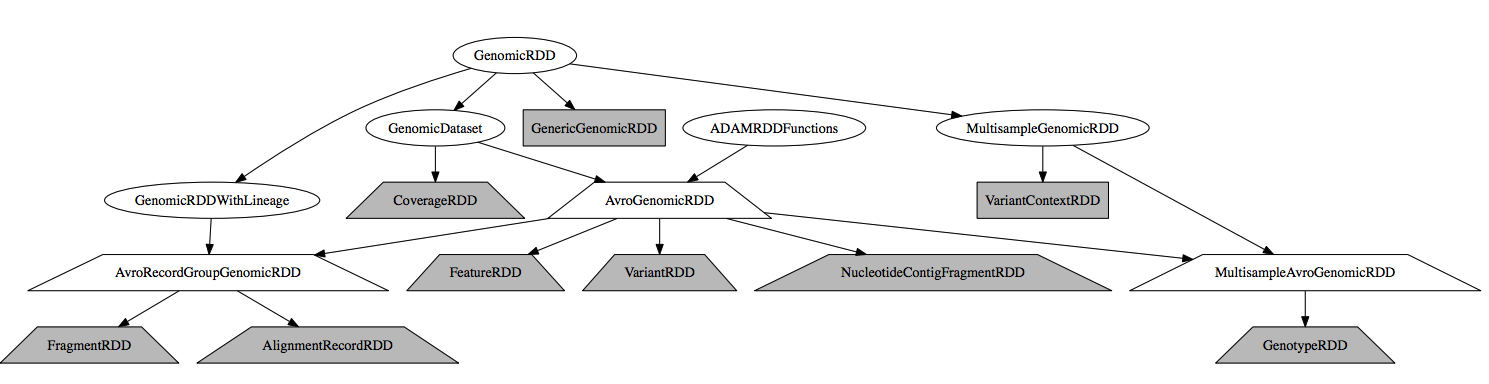 GenomicRDD
GenomicDataset
GenericGenomicRDD
ADAMRDDFunctions
MultisampleGenomicRDD
GenomicRDDWithLineage
CoverageRDD
AvroGenomicRDD
VariantContextRDD
AvroRecordGroupGenomicRDD
FeatureRDD
VariantRDD
NucleotideContigFragmentRDD
MultisampleAvroGenomicRDD
FragmentRDD
AlignmentRecordRDD
GenotypeRDD